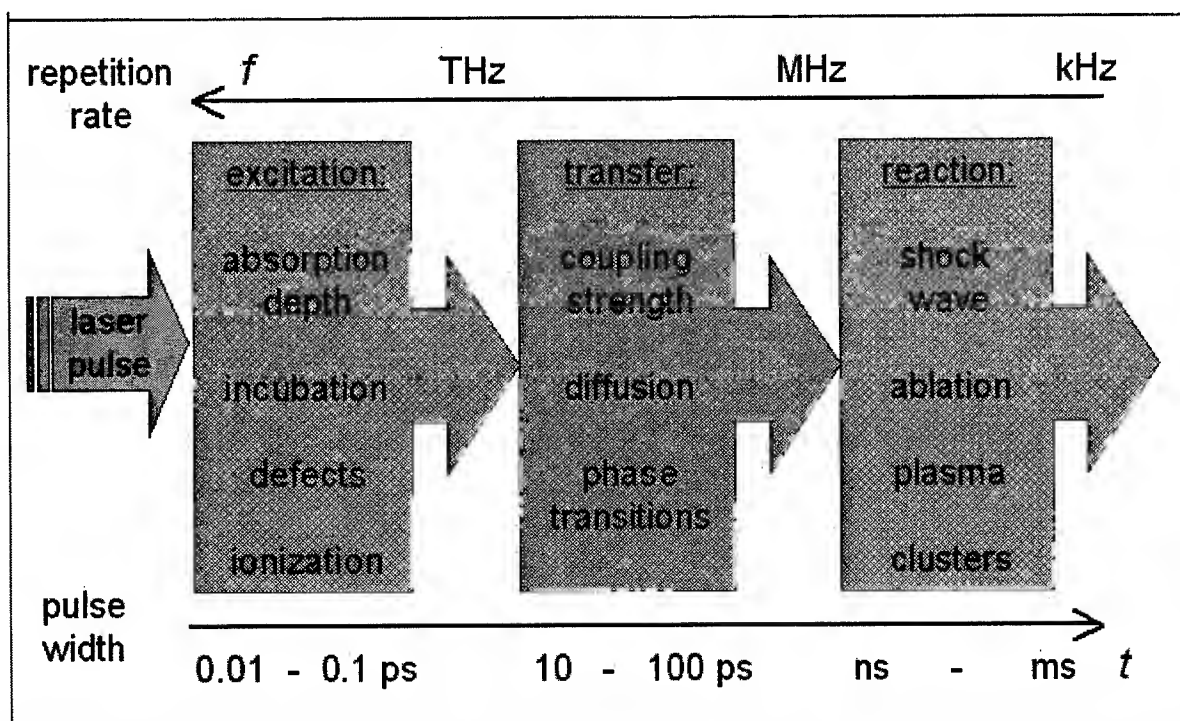 repetition rate f THz MHz kHz
excitation:
absorption
depth
incubation
defects
ionization
transfer:
coupling
strength
diffusion
phase
transitions
reaction:
shock
wave
ablation
plasma
clusters
laser
pulse
pulse
width
0.01 - 0.1 ps 10 - 100 ps ns - ms t